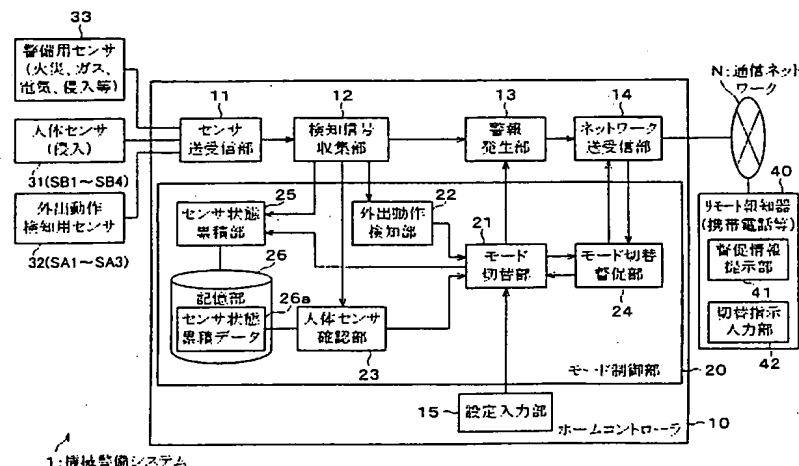 33
警備用センサ
(火災、ガス、
電気、侵入等)
人体センサ
(侵入)
31(SB1～SB4)
外出動作
検知用センサ
32(SA1～SA3)
11
センサ
送受信部
12
検知信号
収集部
13
警報
発生部
14
ネットワーク
送受信部
N:通信ネット
ワーク
40
リモート報知器
(携帯電話等)
督促情報
提示部
41
切替指示
入力部
42
25
センサ状態
累積部
22
外出動作
検知部
21
モード
切替部
モード切替
督促部
24
26
記憶部
26a
センサ状態
累積データ
人体センサ
確認部
23
モード制御部
20
15
設定入力部
ホームコントローラ
10
1:機械警備システム